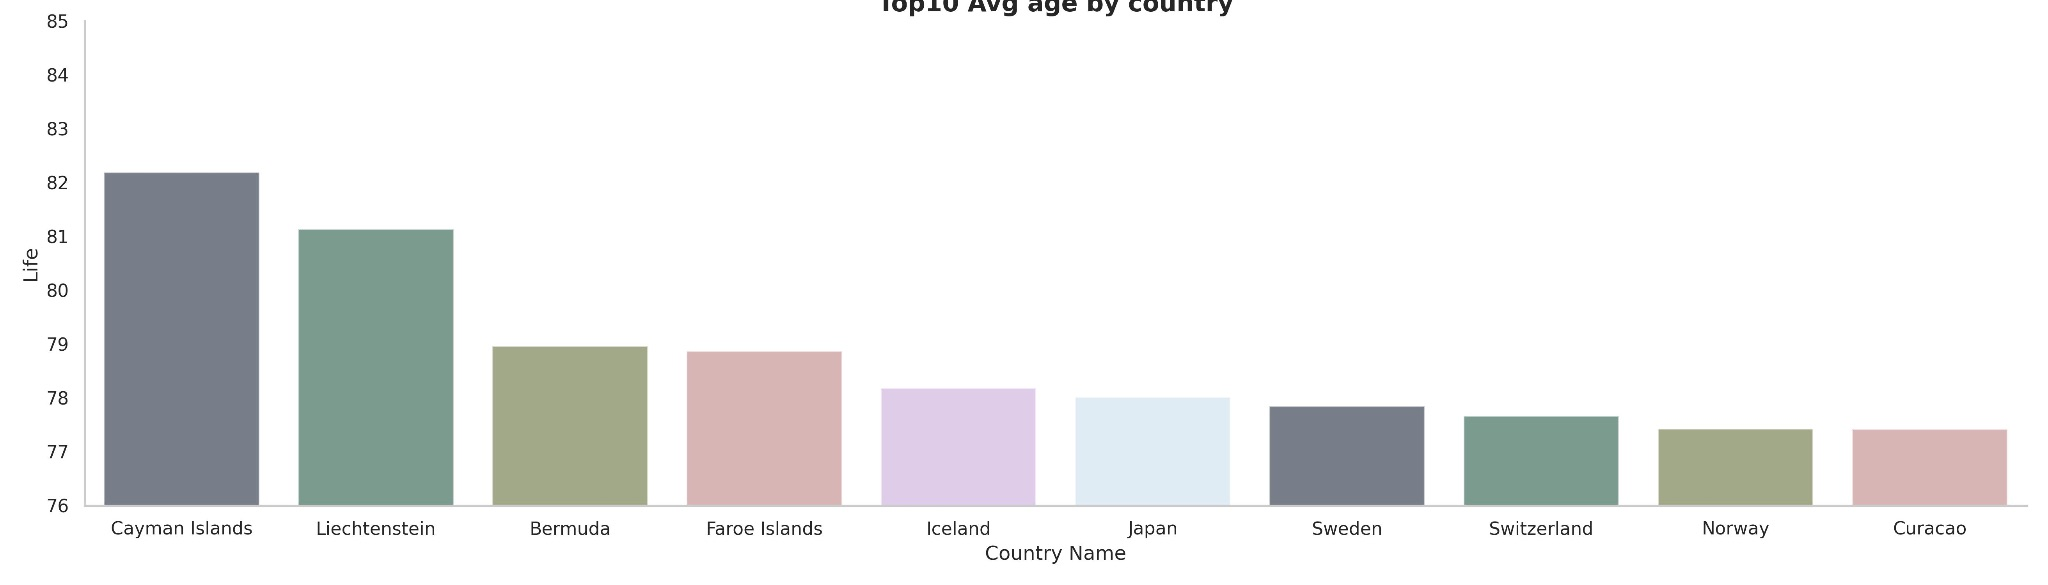 Top10 Avg age by country
85
84
83
82
81
80
79
78
77
76
Life
Cayman Islands Liechtenstein Bermuda Faroe Islands Iceland Japan Sweden Switzerland Norway Curacao
Country Name